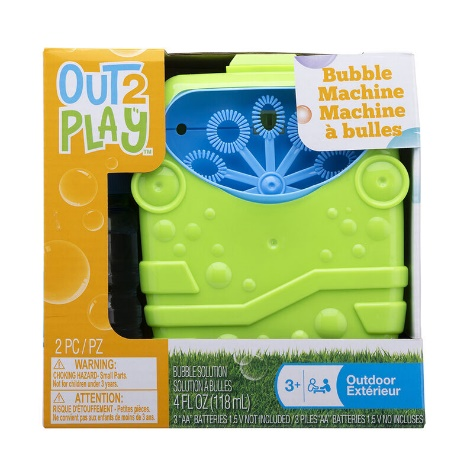 OUT2
PLAY™
Bubble
Machine
Machine
à bulles
2 PC/PZ
⚠ WARNING:
CHOKING HAZARD- Small Parts.
Not for children under 3 years.
⚠ ATTENTION:
RISQUE D'ÉTOUFFEMENT - Petites pièces.
Ne convient pas aux enfants de moins de 3 ans.
BUBBLE SOLUTION
SOLUTION À BULLES
4 FL OZ (118 mL)
3 "AA" BATTERIES 1.5 V NOT INCLUDED / 3 PILES "AA" BATTERIES 1.5 V NO INCLUSES
3+
Outdoor
Extérieur